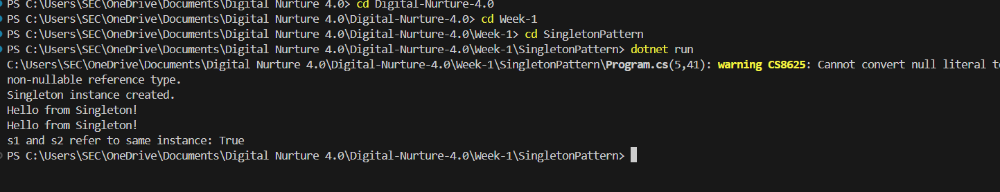 PS C:\Users\SEC\OneDrive\Documents\Digital Nurture 4.0> cd Digital-Nurture-4.0
PS C:\Users\SEC\OneDrive\Documents\Digital Nurture 4.0\Digital-Nurture-4.0> cd Week-1
PS C:\Users\SEC\OneDrive\Documents\Digital Nurture 4.0\Digital-Nurture-4.0\Week-1> cd SingletonPattern
PS C:\Users\SEC\OneDrive\Documents\Digital Nurture 4.0\Digital-Nurture-4.0\Week-1\SingletonPattern> dotnet run
C:\Users\SEC\OneDrive\Documents\Digital Nurture 4.0\Digital-Nurture-4.0\Week-1\SingletonPattern\Program.cs(5,41): warning CS8625: Cannot convert null literal to
non-nullable reference type.
Singleton instance created.
Hello from Singleton!
Hello from Singleton!
s1 and s2 refer to same instance: True
PS C:\Users\SEC\OneDrive\Documents\Digital Nurture 4.0\Digital-Nurture-4.0\Week-1\SingletonPattern>